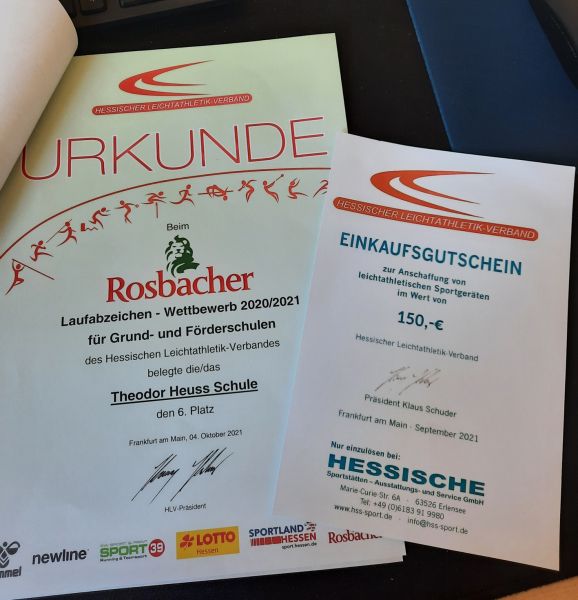 HESSISCHER LEICHTATHLETIK-VERBAND
URKUNDE
Beim
Rosbacher
Laufabzeichen - Wettbewerb 2020/2021
für Grund- und Förderschulen
des Hessischen Leichtathletik-Verbandes
belegte die/das
Theodor Heuss Schule
den 6. Platz
Frankfurt am Main, 04. Oktober 2021
HLV-Präsident
newline
SPORT 39
Running & Teamsport
LOTTO
Hessen
SPORTLAND
HESSEN
sport.hessen.de
Rosbacher
HESSISCHER LEICHTATHLETIK-VERBAND
EINKAUFSGUTSCHEIN
zur Anschaffung von
leichtathletischen Sportgeräten
im Wert von
150,-€
Hessischer Leichtathletik-Verband
Präsident Klaus Schuder
Frankfurt am Main - September 2021
Nur einzulösen bei:
HESSISCHE
Sportstätten - Ausstattungs- und Service GmbH
Marie-Curie-Str. 6A · 63526 Erlensee
Tel. +49 (0)6183 91 9980
www.hss-sport.de · info@hss-sport.de